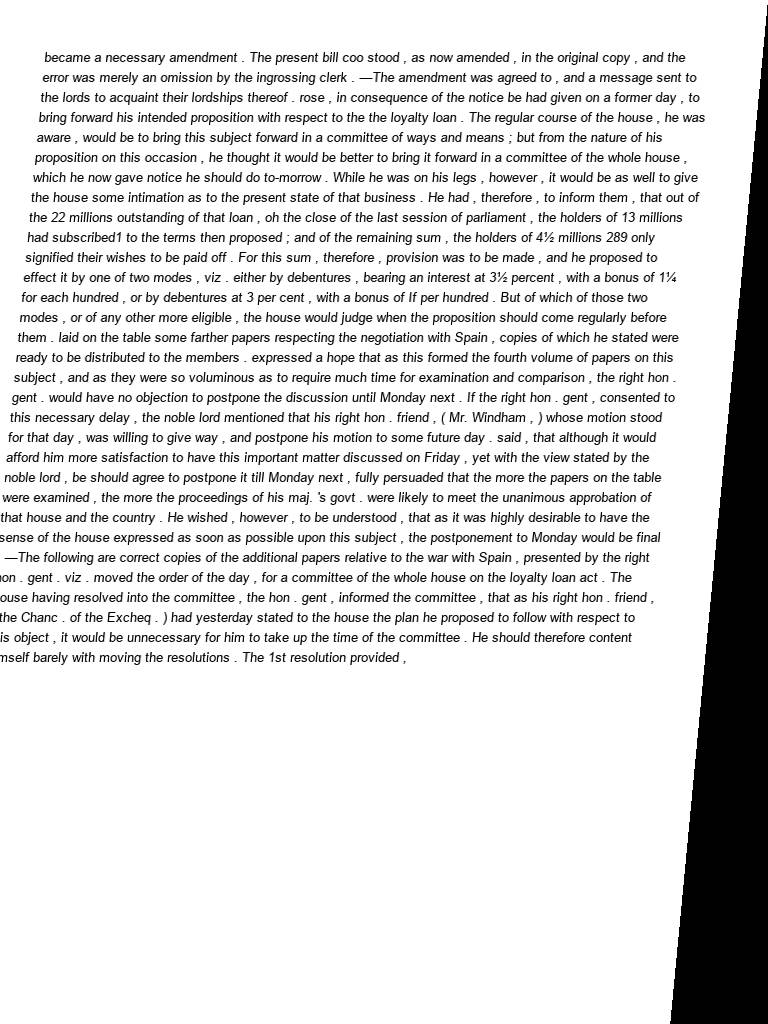 became a necessary amendment . The present bill coo stood , as now amended , in the original copy , and the
error was merely an omission by the ingrossing clerk . —The amendment was agreed to , and a message sent to
the lords to acquaint their lordships thereof . rose , in consequence of the notice be had given on a former day , to
bring forward his intended proposition with respect to the the loyalty loan . The regular course of the house , he was
aware , would be to bring this subject forward in a committee of ways and means ; but from the nature of his
proposition on this occasion , he thought it would be better to bring it forward in a committee of the whole house ,
which he now gave notice he should do to-morrow . While he was on his legs , however , it would be as well to give
the house some intimation as to the present state of that business . He had , therefore , to inform them , that out of
the 22 millions outstanding of that loan , oh the close of the last session of parliament , the holders of 13 millions
had subscribed1 to the terms then proposed ; and of the remaining sum , the holders of 4½ millions 289 only
signified their wishes to be paid off . For this sum , therefore , provision was to be made , and he proposed to
effect it by one of two modes , viz . either by debentures , bearing an interest at 3½ percent , with a bonus of 1¼
for each hundred , or by debentures at 3 per cent , with a bonus of If per hundred . But of which of those two
modes , or of any other more eligible , the house would judge when the proposition should come regularly before
them . laid on the table some farther papers respecting the negotiation with Spain , copies of which he stated were
ready to be distributed to the members . expressed a hope that as this formed the fourth volume of papers on this
subject , and as they were so voluminous as to require much time for examination and comparison , the right hon .
gent . would have no objection to postpone the discussion until Monday next . If the right hon . gent , consented to
this necessary delay , the noble lord mentioned that his right hon . friend , ( Mr. Windham , ) whose motion stood
for that day , was willing to give way , and postpone his motion to some future day . said , that although it would
afford him more satisfaction to have this important matter discussed on Friday , yet with the view stated by the
noble lord , be should agree to postpone it till Monday next , fully persuaded that the more the papers on the table
were examined , the more the proceedings of his maj. 's govt . were likely to meet the unanimous approbation of
that house and the country . He wished , however , to be understood , that as it was highly desirable to have the
sense of the house expressed as soon as possible upon this subject , the postponement to Monday would be final
. —The following are correct copies of the additional papers relative to the war with Spain , presented by the right
hon . gent . viz . moved the order of the day , for a committee of the whole house on the loyalty loan act . The
ouse having resolved into the committee , the hon . gent , informed the committee , that as his right hon . friend ,
the Chanc . of the Excheq . ) had yesterday stated to the house the plan he proposed to follow with respect to
is object , it would be unnecessary for him to take up the time of the committee . He should therefore content
mself barely with moving the resolutions . The 1st resolution provided ,